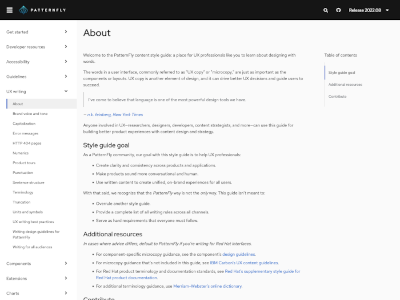 PATTERNFLY
Release 2022.08
Get started
Developer resources
Accessibility
Guidelines
UX writing
About
Brand voice and tone
Capitalization
Error messages
HTTP 404 pages
Numerics
Product tours
Punctuation
Sentence structure
Terminology
Truncation
Units and symbols
UX writing best practices
Writing design guidelines for
PatternFly
Writing for all audiences
Components
Extensions
Charts
About
Welcome to the PatternFly content style guide: a place for UX professionals like you to learn about designing with
words.
The words in a user interface, commonly referred to as "UX copy" or "microcopy," are just as important as the
components or layouts. UX copy is another element of design, and it can drive better UX decisions and guide users to
succeed.
I've come to believe that language is one of the most powerful design tools we have.
New York Times
Anyone involved in UX—researchers, designers, developers, content strategists, and more—can use this guide for
building better product experiences with content design and strategy.
Style guide goal
As a PatternFly community, our goal with this style guide is to help UX professionals:
Create clarity and consistency across products and applications.
Make products sound more conversational and human.
Use written content to create unified, on-brand experiences for all users.
With that said, we recognize that the PatternFly way is not the only way. This guide isn't meant to:
Override another style guide.
Provide a complete list of all writing rules across all channels.
Serve as hard requirements that everyone must follow.
Additional resources
In cases where advice differs, default to PatternFly if you're writing for Red Hat interfaces.
For component-specific microcopy guidance, see the component's design guidelines.
For microcopy guidance that's not included in this guide, see IBM Carbon's UX content guidelines.
For Red Hat product terminology and documentation standards, see Red Hat's supplementary style guide for
Red Hat product documentation.
For additional terminology guidance, use Merriam-Webster's online dictionary.
Contribute
Table of contents
Style guide goal
Additional resources
Contribute